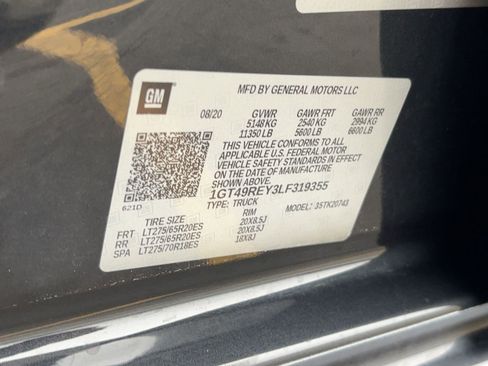 GM
MFD BY GENERAL MOTORS LLC
08/20 GVWR GAWR FRT GAWR RR
5148 KG 2540 KG 2994 KG
11350 LB 5600 LB 6600 LB
THIS VEHICLE CONFORMS TO ALL
APPLICABLE U.S. FEDERAL MOTOR
VEHICLE SAFETY STANDARDS IN EFFECT
ON THE DATE OF MANUFACTURE
SHOWN ABOVE.
1GT49REY3LF319355
621D TYPE: TRUCK MODEL: 3STK20743
TIRE SIZE RIM
FRT LT275/65R20ES 20X8.5J
RR LT275/65R20ES 20X8.5J
SPA LT275/70R18ES 18X8J